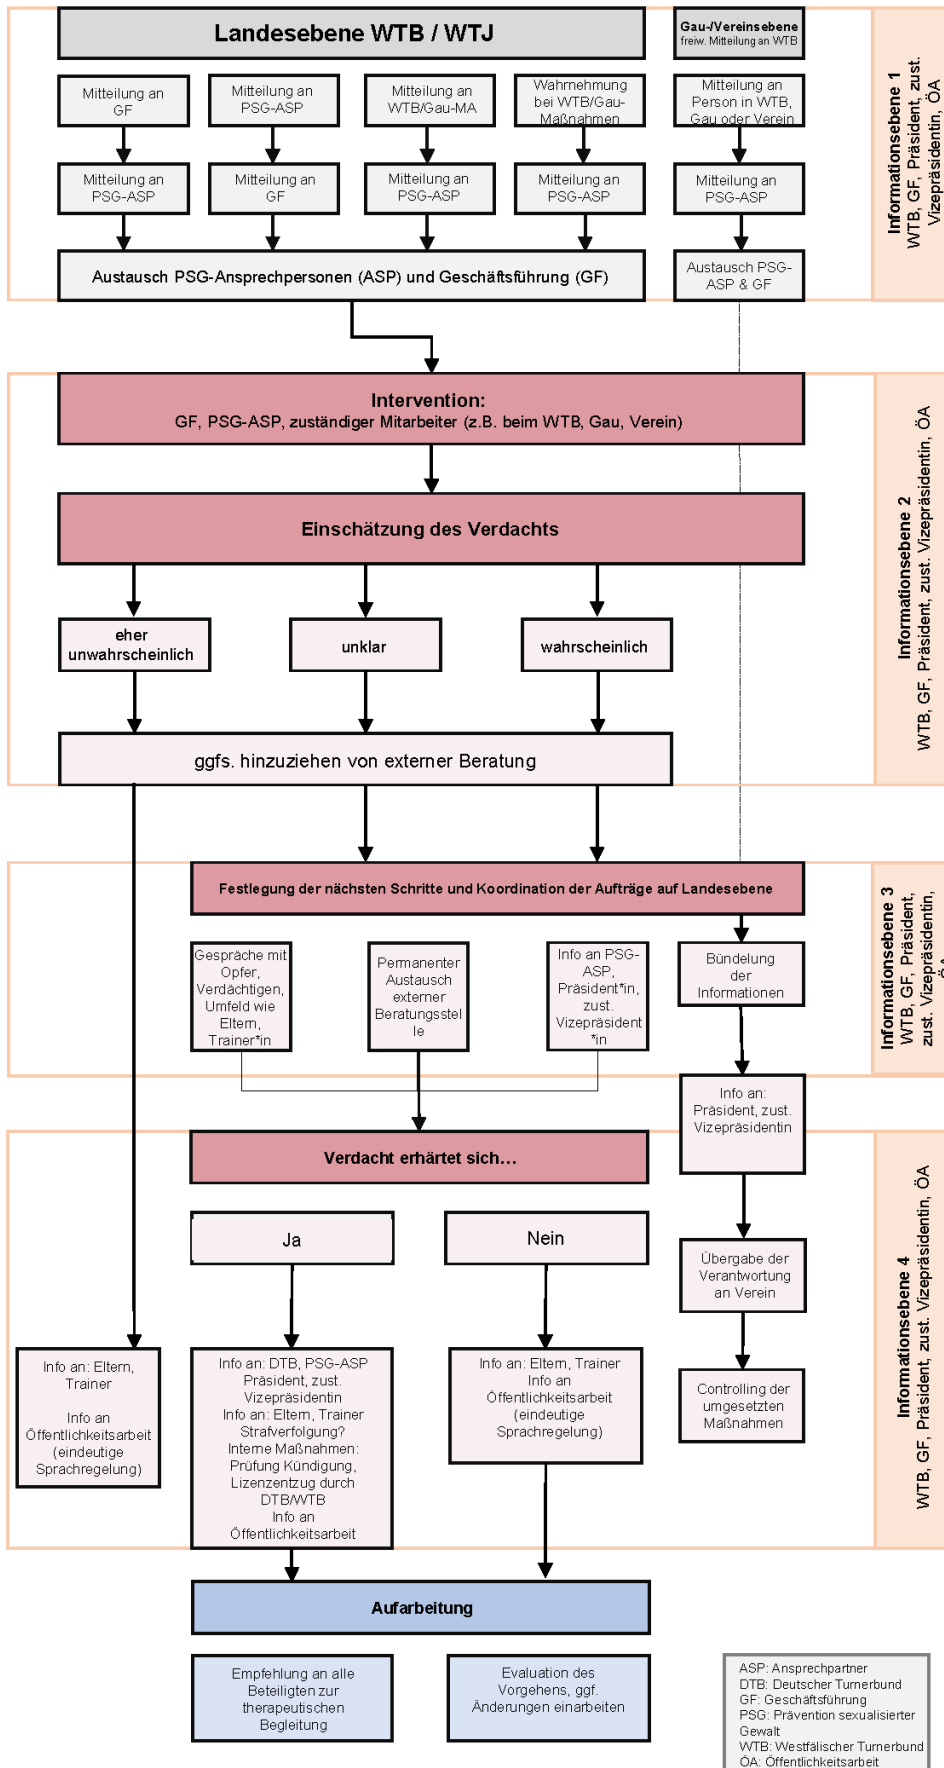 Landesebene WTB / WTJ
Gau-/Vereinsebene
freiw. Mitteilung an WTB
Mitteilung an
GF
Mitteilung an
PSG-ASP
Mitteilung an
WTB/Gau-MA
Wahrnehmung
bei WTB/Gau-
Maßnahmen
Mitteilung an
Person in WTB,
Gau oder Verein
Mitteilung an
PSG-ASP
Mitteilung an
GF
Mitteilung an
PSG-ASP
Mitteilung an
PSG-ASP
Mitteilung an
PSG-ASP
Austausch PSG-Ansprechpersonen (ASP) und Geschäftsführung (GF)
Austausch PSG-
ASP & GF
Informationsebene 1
WTB, GF, Präsident, zust.
Vizepräsidentin, ÖA
Intervention:
GF, PSG-ASP, zuständiger Mitarbeiter (z.B. beim WTB, Gau, Verein)
Einschätzung des Verdachts
eher
unwahrscheinlich
unklar
wahrscheinlich
ggfs. hinzuziehen von externer Beratung
Informationsebene 2
WTB, GF, Präsident, zust. Vizepräsidentin, ÖA
Festlegung der nächsten Schritte und Koordination der Aufträge auf Landesebene
Gespräche mit
Opfer,
Verdächtigen,
Umfeld wie
Eltern,
Trainer*in
Permanenter
Austausch
externer
Beratungsstel
le
Info an PSG-
ASP,
Präsident*in,
zust.
Vizepräsident
*in
Bündelung
der
Informationen
Informationsebene 3
WTB, GF, Präsident,
zust. Vizepräsidentin,
ÖA
Info an:
Präsident, zust.
Vizepräsidentin
Verdacht erhärtet sich...
Ja
Nein
Übergabe der
Verantwortung
an Verein
Info an: Eltern,
Trainer
Info an
Öffentlichkeitsarbeit
(eindeutige
Sprachregelung)
Info an: DTB, PSG-ASP
Präsident, zust.
Vizepräsidentin
Info an: Eltern, Trainer
Strafverfolgung?
Interne Maßnahmen:
Prüfung Kündigung,
Lizenzentzug durch
DTB/WTB
Info an
Öffentlichkeitsarbeit
Info an: Eltern, Trainer
Info an
Öffentlichkeitsarbeit
(eindeutige
Sprachregelung)
Controlling der
umgesetzten
Maßnahmen
Informationsebene 4
WTB, GF, Präsident, zust. Vizepräsidentin, ÖA
Aufarbeitung
Empfehlung an alle
Beteiligten zur
therapeutischen
Begleitung
Evaluation des
Vorgehens, ggf.
Änderungen einarbeiten
ASP: Ansprechpartner
DTB: Deutscher Turnerbund
GF: Geschäftsführung
PSG: Prävention sexualisierter
Gewalt
WTB: Westfälischer Turnerbund
ÖA: Öffentlichkeitsarbeit